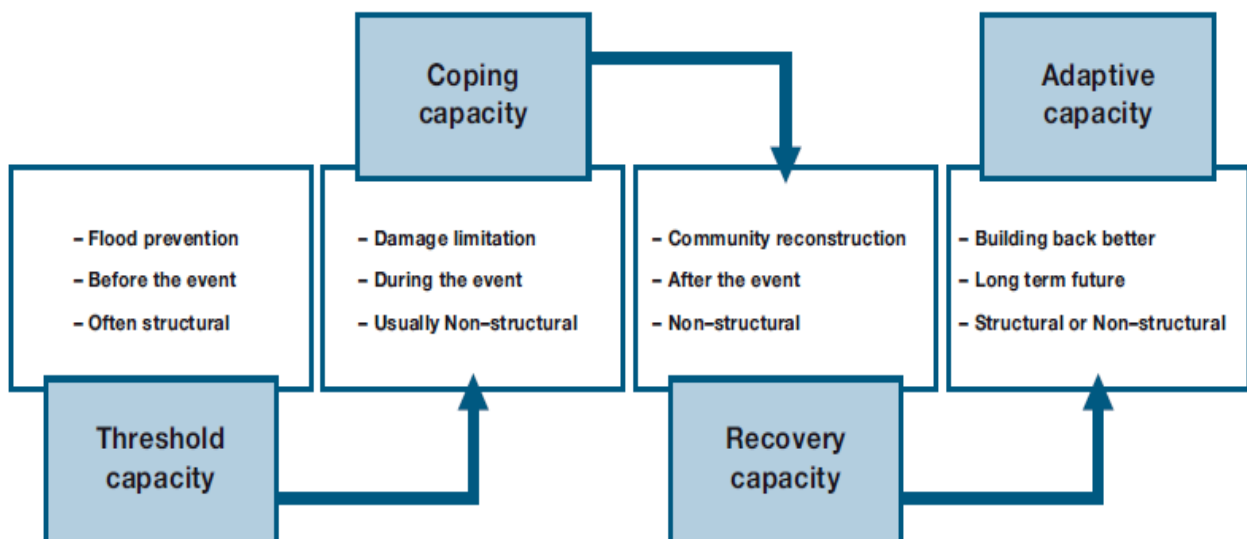 Coping
capacity
Adaptive
capacity
– Flood prevention
– Before the event
– Often structural
– Damage limitation
– During the event
– Usually Non–structural
– Community reconstruction
– After the event
– Non–structural
– Building back better
– Long term future
– Structural or Non–structural
Threshold
capacity
Recovery
capacity